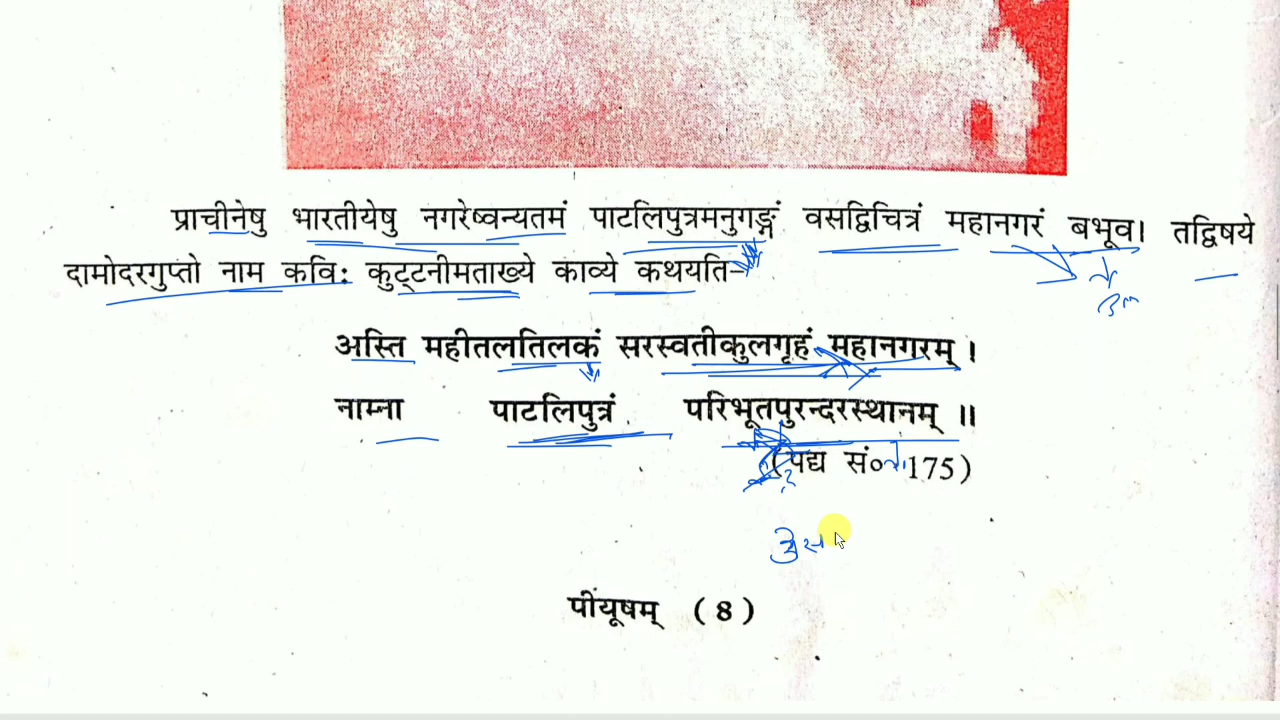 प्राचीनेषु भारतीयेषु नगरेष्वन्यतमं पाटलिपुत्रमनुगङ्गं वसद्विचित्रं महानगरं बभूव। तद्विषये
दामोदरगुप्तो नाम कविः कुट्टनीमताख्ये काव्ये कथयति–
अस्ति महीतलतिलकं सरस्वतीकुलगृहं महानगरम् ।
नाम्ना पाटलिपुत्रं परिभूतपुरन्दरस्थानम् ॥
(पद्य सं० 175)
पीयूषम् ( 8 )